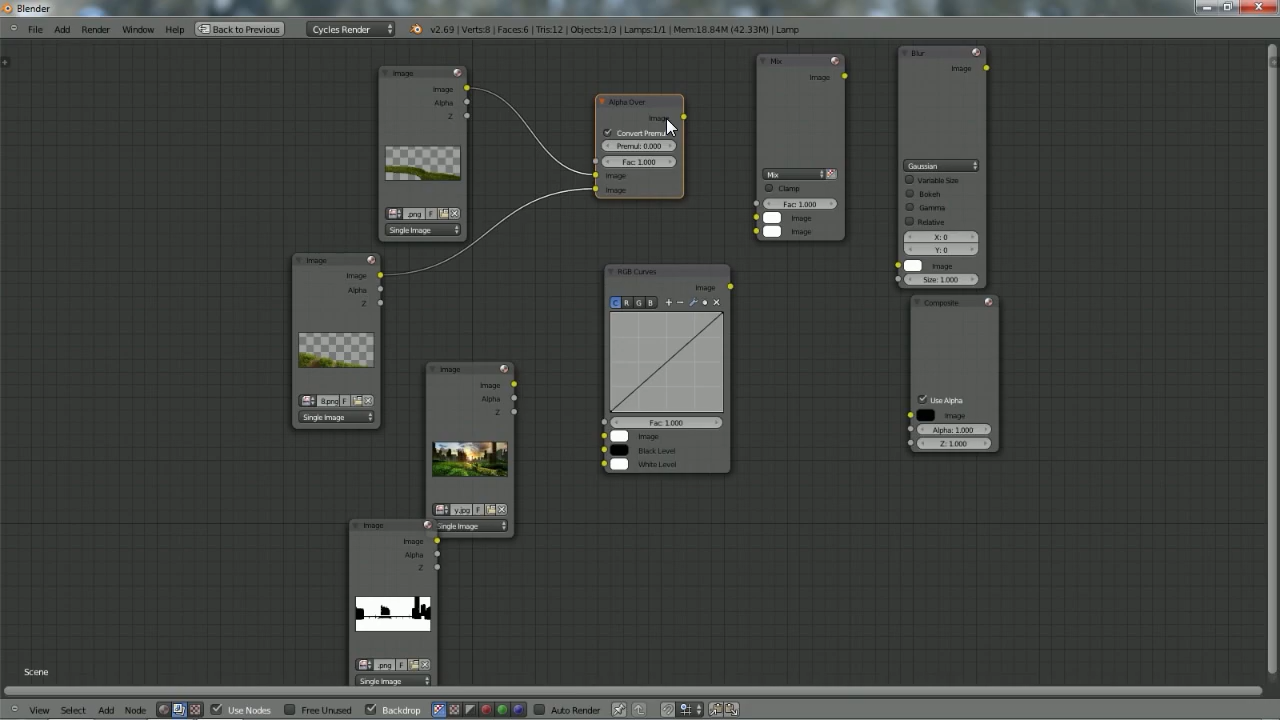 Blender
File Add Render Window Help Back to Previous Cycles Render v2.69 | Verts:8 | Faces:6 | Tris:12 | Objects:1/3 | Lamps:1/1 | Mem:18.84M (42.33M) | Lamp
Image
Image
Alpha
Z
.png F
Single Image
Alpha Over
Image
Convert Premul
Premul: 0.000
Fac: 1.000
Image
Image
Mix
Image
Mix
Clamp
Fac: 1.000
Image
Image
Blur
Image
Gaussian
Variable Size
Bokeh
Gamma
Relative
X: 0
Y: 0
Image
Size: 1.000
Image
Image
Alpha
Z
8.png F
Single Image
RGB Curves
Image
C R G B
Fac: 1.000
Image
Black Level
White Level
Composite
Use Alpha
Image
Alpha: 1.000
Z: 1.000
Image
Image
Alpha
Z
y.jpg F
Single Image
Image
Image
Alpha
Z
.png F
Single Image
Scene
View Select Add Node Use Nodes Free Unused Backdrop Auto Render